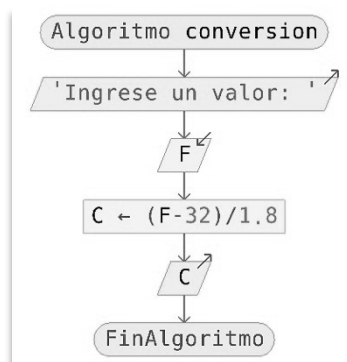 Algoritmo conversion
'Ingrese un valor: '
F
C ← (F-32)/1.8
C
FinAlgoritmo